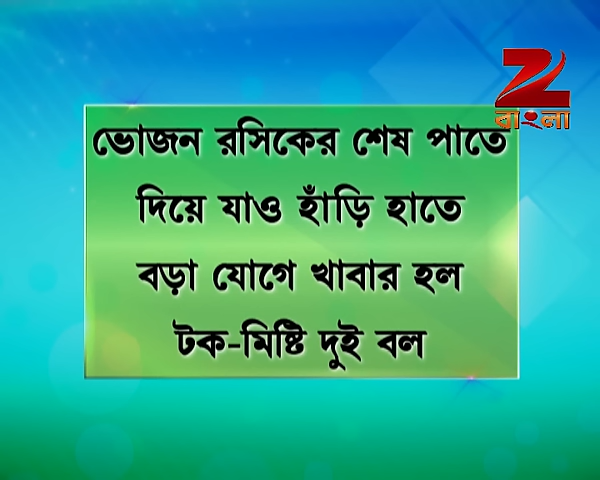 Z
বাংলা
ভোজন রসিকের শেষ পাতে
দিয়ে যাও হাঁড়ি হাতে
বড়া যোগে খাবার হল
টক-মিষ্টি দুই বল